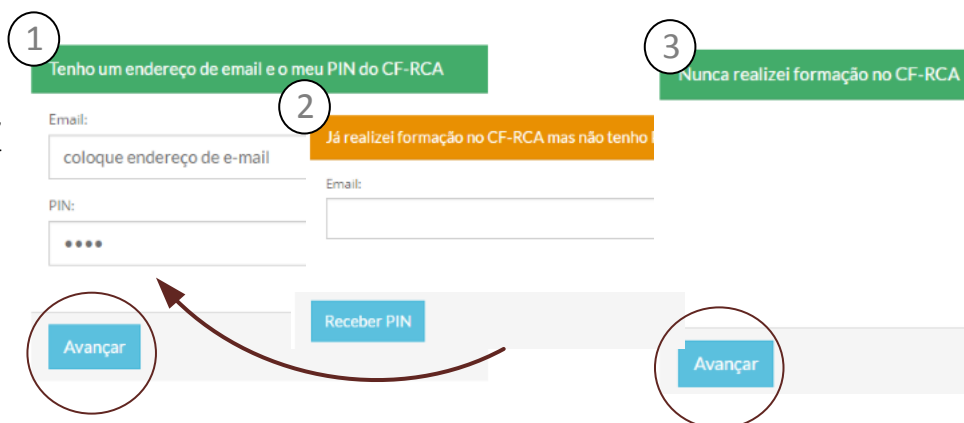 1
Tenho um endereço de email e o meu PIN do CF-RCA
Email:
coloque endereço de e-mail
PIN:
••••
Avançar
2
Já realizei formação no CF-RCA mas não tenho
Email:
Receber PIN
3
Nunca realizei formação no CF-RCA
Avançar